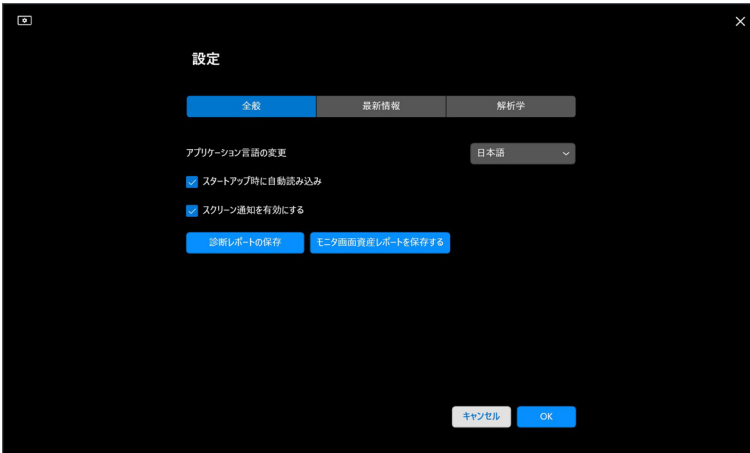 設定
全般 最新情報 解析学
アプリケーション言語の変更 日本語
スタートアップ時に自動読み込み
スクリーン通知を有効にする
診断レポートの保存 モニタ画面資産レポートを保存する
キャンセル OK